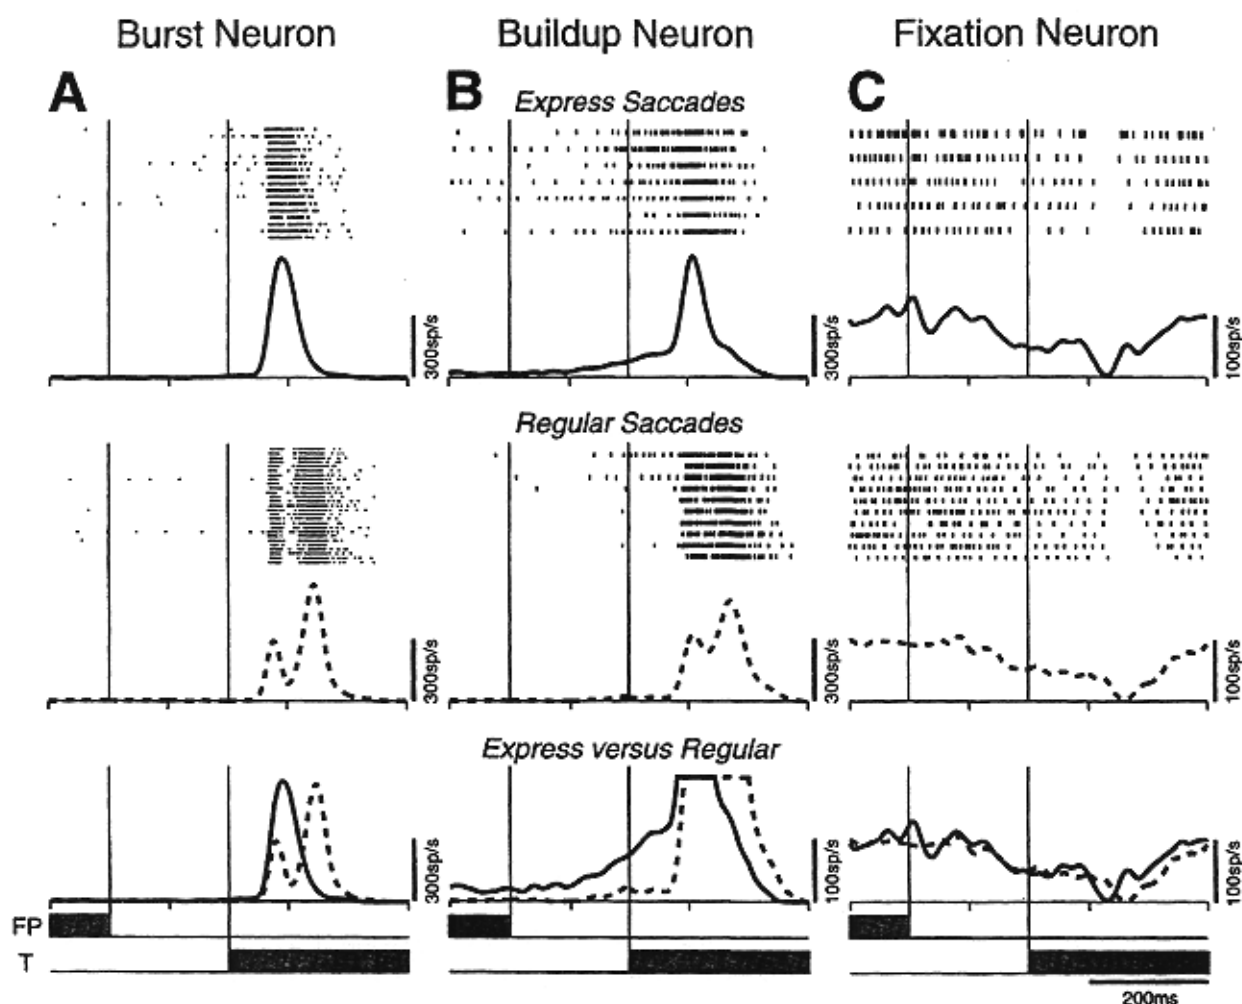 Burst Neuron Buildup Neuron Fixation Neuron
A B C
Express Saccades
300sp/s 300sp/s 100sp/s
Regular Saccades
300sp/s 300sp/s 100sp/s
Express versus Regular
300sp/s 100sp/s 100sp/s
FP
T
200ms